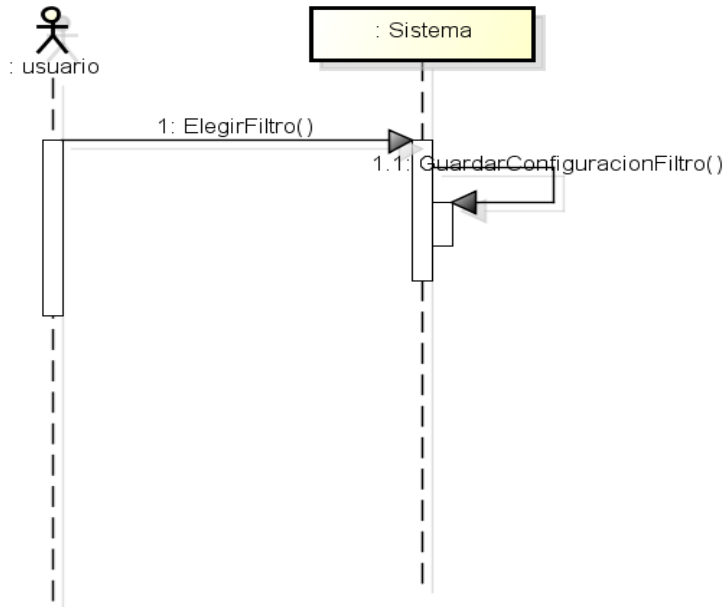 : Sistema
: usuario
1: ElegirFiltro()
1.1: GuardarConfiguracionFiltro()